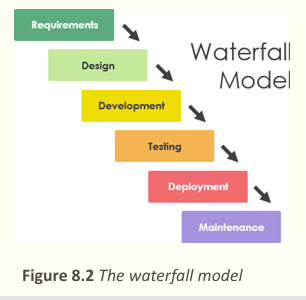 Requirements
Waterfall
Model
Design
Development
Testing
Deployment
Maintenance
Figure 8.2 The waterfall model